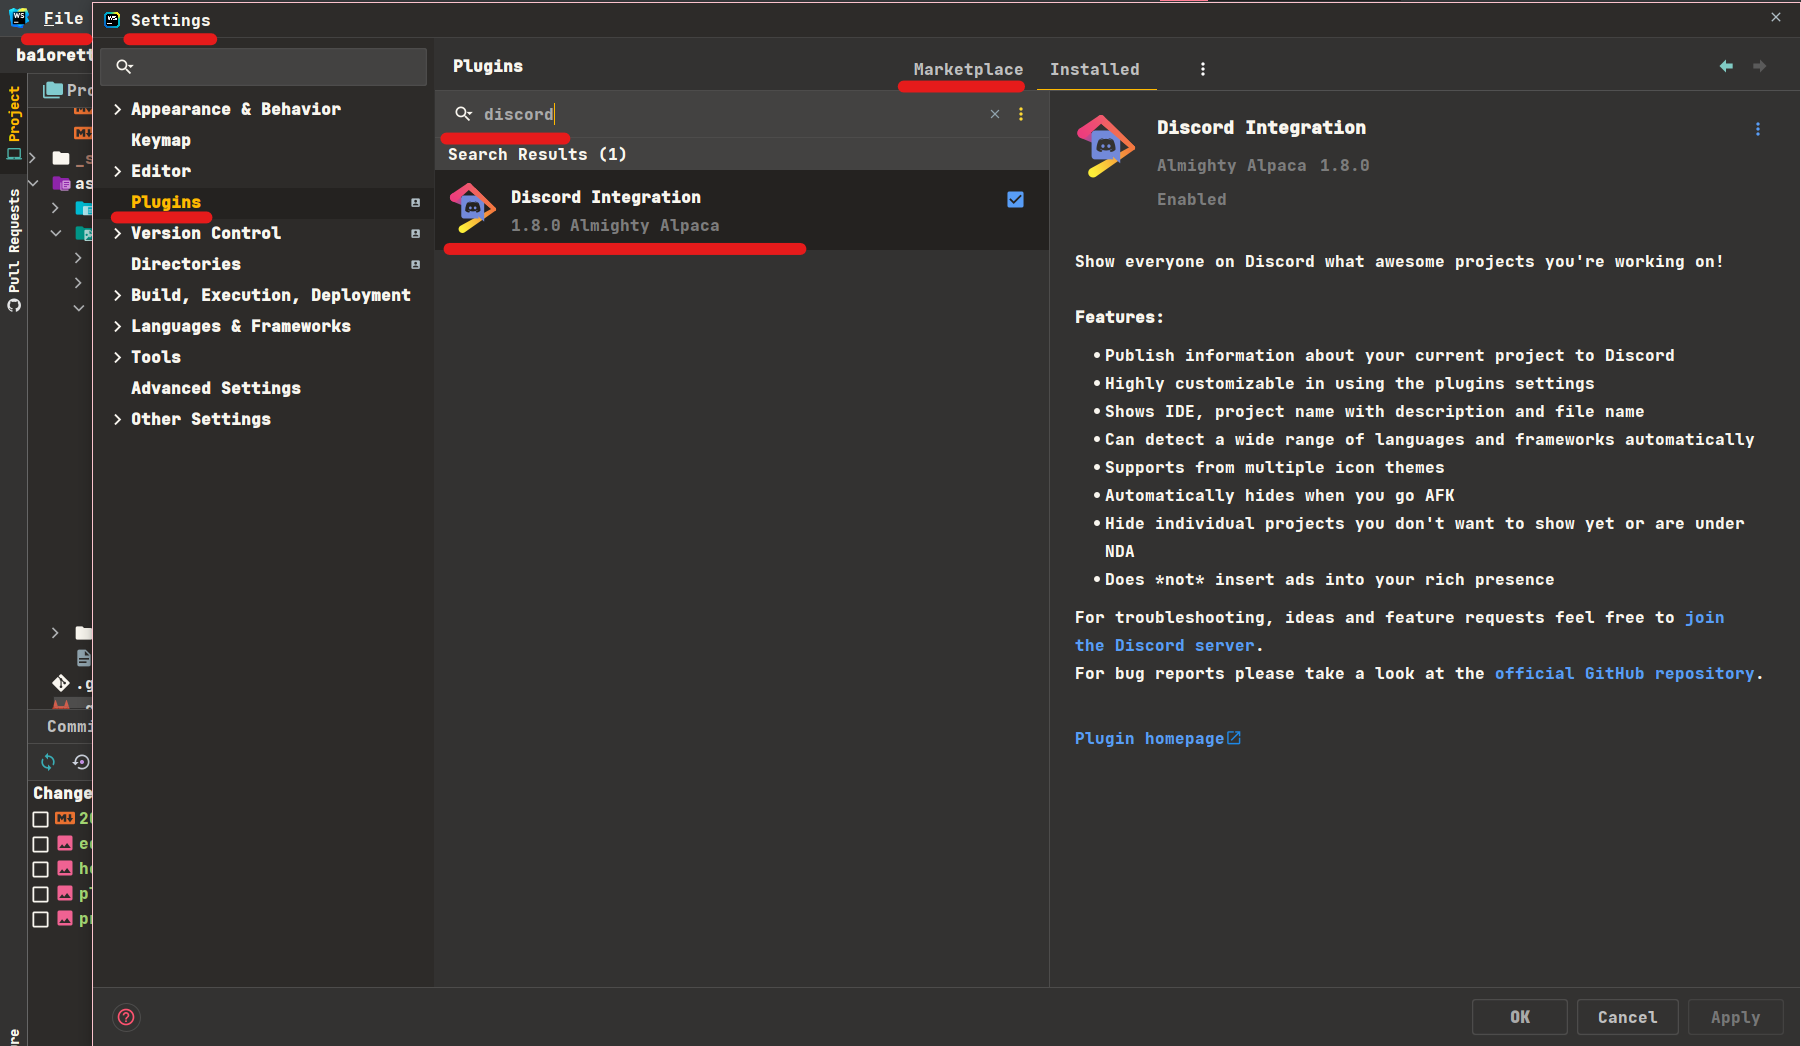 File
Settings
ba1orett
Project
Pull Requests
Appearance & Behavior
Keymap
Editor
Plugins
Version Control
Directories
Build, Execution, Deployment
Languages & Frameworks
Tools
Advanced Settings
Other Settings
Plugins
Marketplace Installed
discord
Search Results (1)
Discord Integration
1.8.0 Almighty Alpaca
Discord Integration
Almighty Alpaca 1.8.0
Enabled
Show everyone on Discord what awesome projects you're working on!
Features:
•Publish information about your current project to Discord
•Highly customizable in using the plugins settings
•Shows IDE, project name with description and file name
•Can detect a wide range of languages and frameworks automatically
•Supports from multiple icon themes
•Automatically hides when you go AFK
•Hide individual projects you don't want to show yet or are under
NDA
•Does *not* insert ads into your rich presence
For troubleshooting, ideas and feature requests feel free to join
the Discord server.
For bug reports please take a look at the official GitHub repository.
Plugin homepage
Commi
Change
OK Cancel Apply